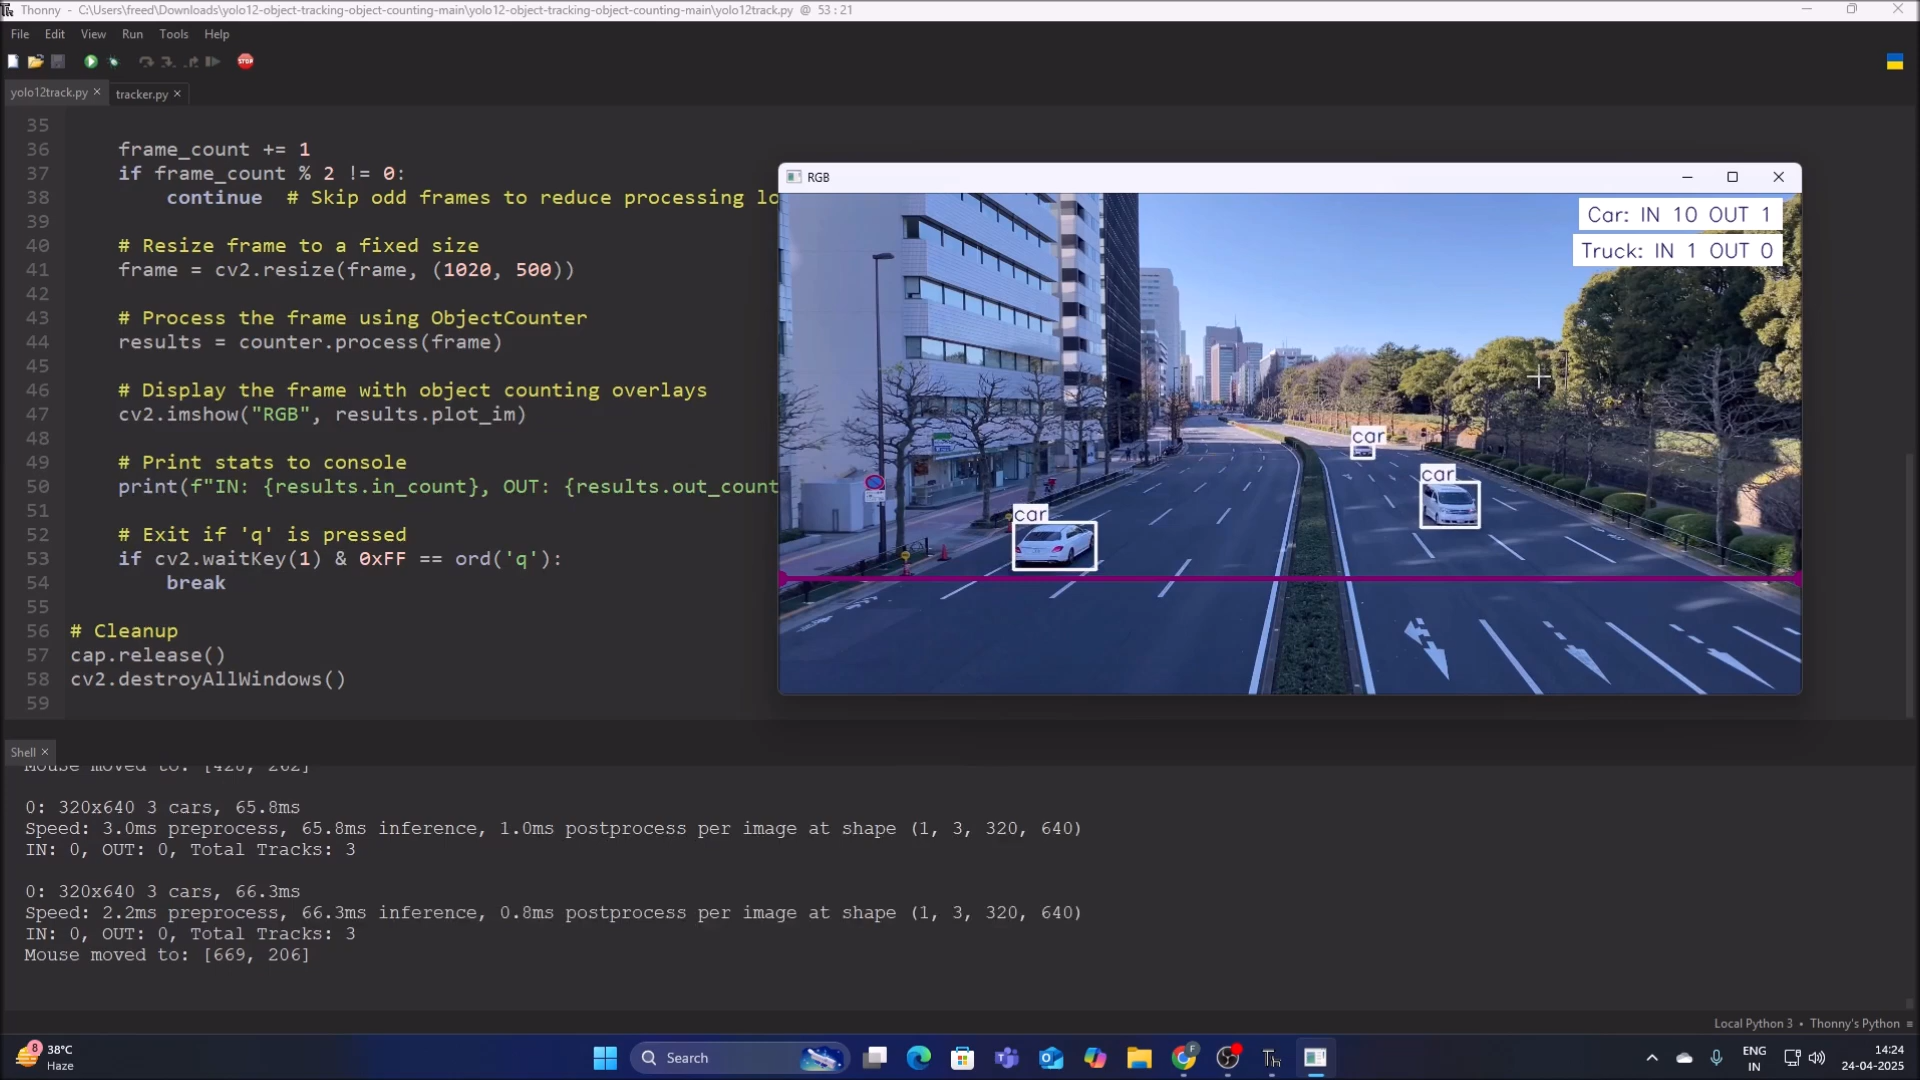 Thonny - C:\Users\freed\Downloads\yolo12-object-tracking-object-counting-main\yolo12-object-tracking-object-counting-main\yolo12track.py @ 53 : 21
File Edit View Run Tools Help
STOP
yolo12track.py ×
tracker.py ×
35
36 frame_count += 1
37 if frame_count % 2 != 0:
38 continue # Skip odd frames to reduce processing lo
39
40 # Resize frame to a fixed size
41 frame = cv2.resize(frame, (1020, 500))
42
43 # Process the frame using ObjectCounter
44 results = counter.process(frame)
45
46 # Display the frame with object counting overlays
47 cv2.imshow("RGB", results.plot_im)
48
49 # Print stats to console
50 print(f"IN: {results.in_count}, OUT: {results.out_count
51
52 # Exit if 'q' is pressed
53 if cv2.waitKey(1) & 0xFF == ord('q'):
54 break
55
56 # Cleanup
57 cap.release()
58 cv2.destroyAllWindows()
59
RGB
Car: IN 10 OUT 1
Truck: IN 1 OUT 0
car
car
car
Shell ×
Mouse moved to: [428, 262]
0: 320x640 3 cars, 65.8ms
Speed: 3.0ms preprocess, 65.8ms inference, 1.0ms postprocess per image at shape (1, 3, 320, 640)
IN: 0, OUT: 0, Total Tracks: 3
0: 320x640 3 cars, 66.3ms
Speed: 2.2ms preprocess, 66.3ms inference, 0.8ms postprocess per image at shape (1, 3, 320, 640)
IN: 0, OUT: 0, Total Tracks: 3
Mouse moved to: [669, 206]
Local Python 3 • Thonny's Python ≡
8
38°C
Haze
Search
ENG
IN
14:24
24-04-2025